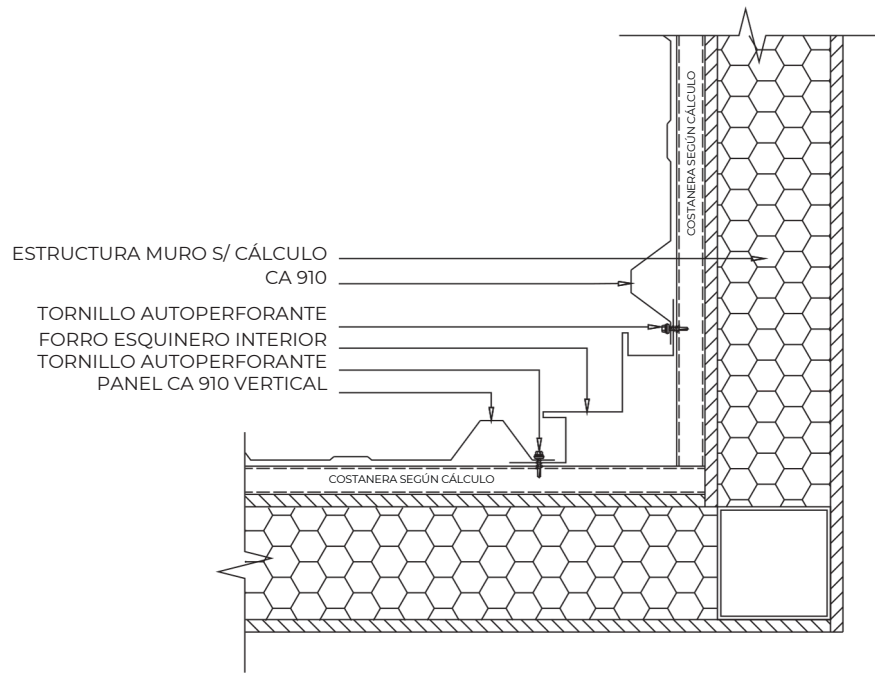 COSTANERA SEGÚN CÁLCULO
ESTRUCTURA MURO S/ CÁLCULO
CA 910
TORNILLO AUTOPERFORANTE
FORRO ESQUINERO INTERIOR
TORNILLO AUTOPERFORANTE
PANEL CA 910 VERTICAL
COSTANERA SEGÚN CÁLCULO